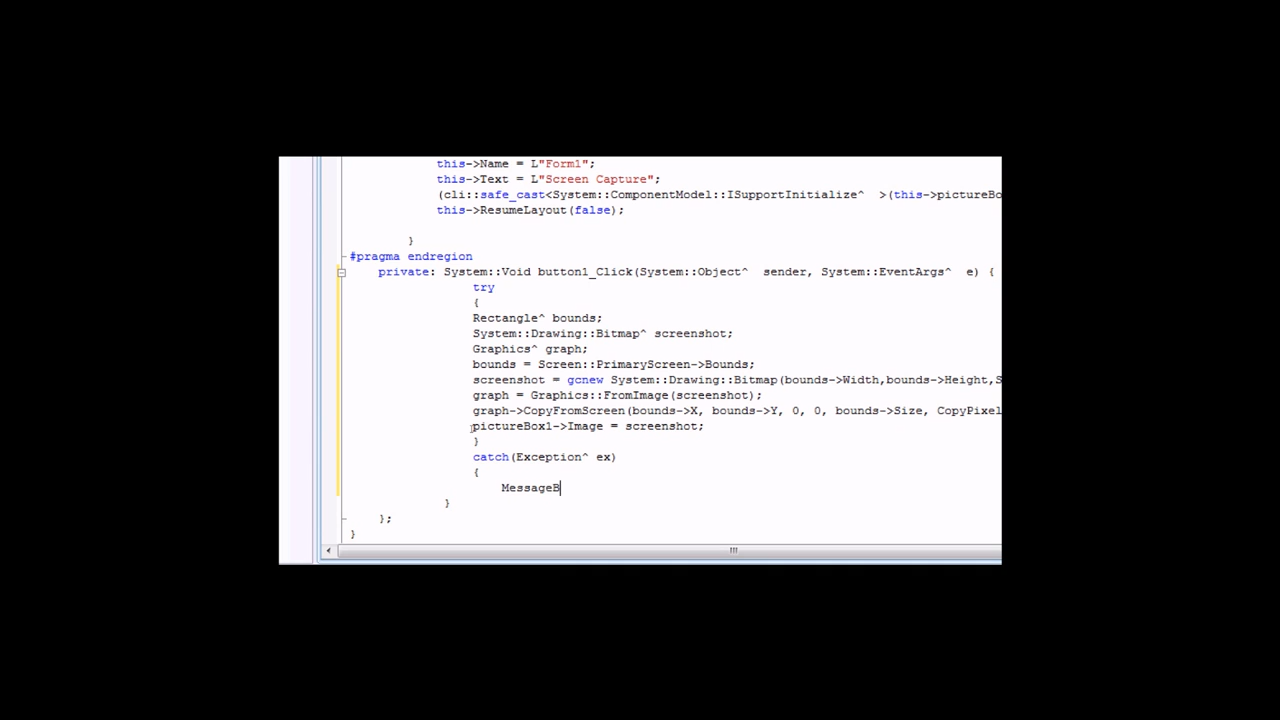 this->Name = L"Form1";
this->Text = L"Screen Capture";
(cli::safe_cast<System::ComponentModel::ISupportInitialize^  >(this->pictureBo
this->ResumeLayout(false);
}
#pragma endregion
private: System::Void button1_Click(System::Object^  sender, System::EventArgs^  e) {
try
{
Rectangle^ bounds;
System::Drawing::Bitmap^ screenshot;
Graphics^ graph;
bounds = Screen::PrimaryScreen->Bounds;
screenshot = gcnew System::Drawing::Bitmap(bounds->Width,bounds->Height,S
graph = Graphics::FromImage(screenshot);
graph->CopyFromScreen(bounds->X, bounds->Y, 0, 0, bounds->Size, CopyPixel
pictureBox1->Image = screenshot;
}
catch(Exception^ ex)
{
MessageB
}
};
}